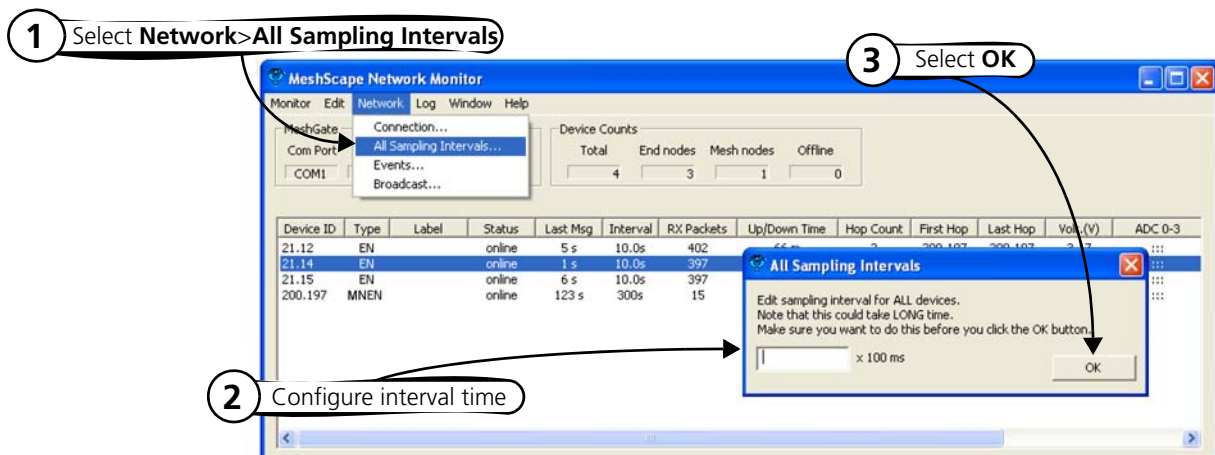 1 Select Network>All Sampling Intervals
3 Select OK
MeshScape Network Monitor
Monitor Edit Network Log Window Help
MeshGate
Com Port
COM1
Connection...
All Sampling Intervals...
Events...
Broadcast...
Device Counts
Total End nodes Mesh nodes Offline
4 3 1 0
Device ID Type Label Status Last Msg Interval RX Packets Up/Down Time Hop Count First Hop Last Hop Volt.(V) ADC 0-3
21.12 EN online 5 s 10.0s 402 :::
21.14 EN online 1 s 10.0s 397 :::
21.15 EN online 6 s 10.0s 397 :::
200.197 MNEN online 123 s 300s 15 :::
All Sampling Intervals
Edit sampling interval for ALL devices.
Note that this could take LONG time.
Make sure you want to do this before you click the OK button.
x 100 ms
OK
2 Configure interval time